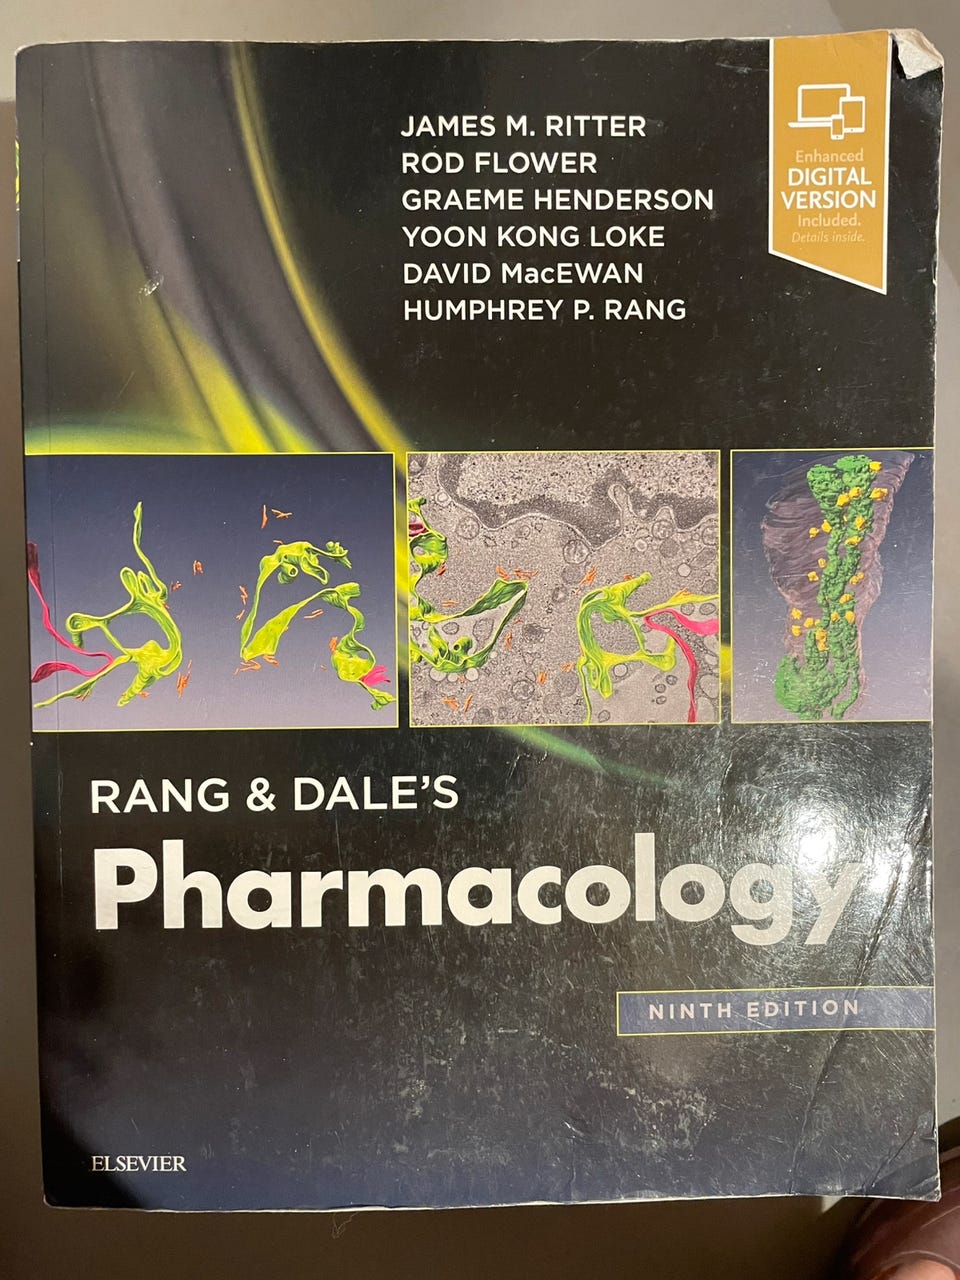 JAMES M. RITTER
ROD FLOWER
GRAEME HENDERSON
YOON KONG LOKE
DAVID MacEWAN
HUMPHREY P. RANG
Enhanced
DIGITAL
VERSION
Included.
Details inside.
RANG & DALE'S
Pharmacology
NINTH EDITION
ELSEVIER